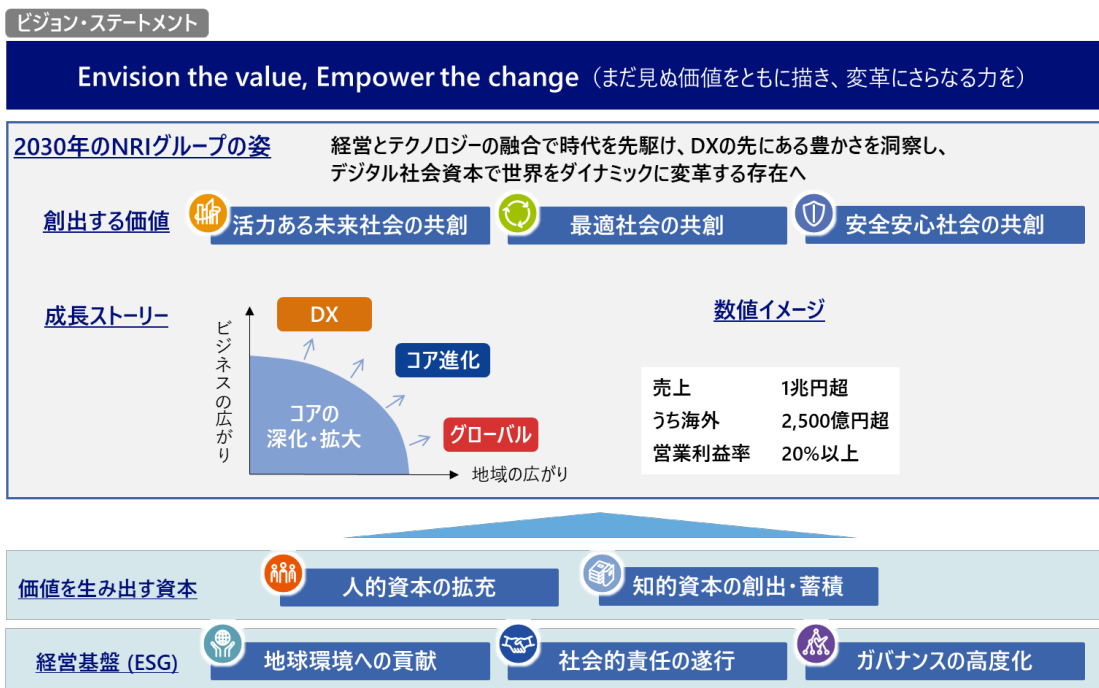 ビジョン・ステートメント
Envision the value, Empower the change（まだ見ぬ価値をともに描き、変革にさらなる力を）
2030年のNRIグループの姿
経営とテクノロジーの融合で時代を先駆け、DXの先にある豊かさを洞察し、
デジタル社会資本で世界をダイナミックに変革する存在へ
創出する価値
活力ある未来社会の共創
最適社会の共創
安全安心社会の共創
成長ストーリー
ビジネスの広がり
DX
コア進化
グローバル
コアの
深化・拡大
地域の広がり
数値イメージ
売上 1兆円超
うち海外 2,500億円超
営業利益率 20%以上
価値を生み出す資本
人的資本の拡充
知的資本の創出・蓄積
経営基盤 (ESG)
地球環境への貢献
社会的責任の遂行
ガバナンスの高度化